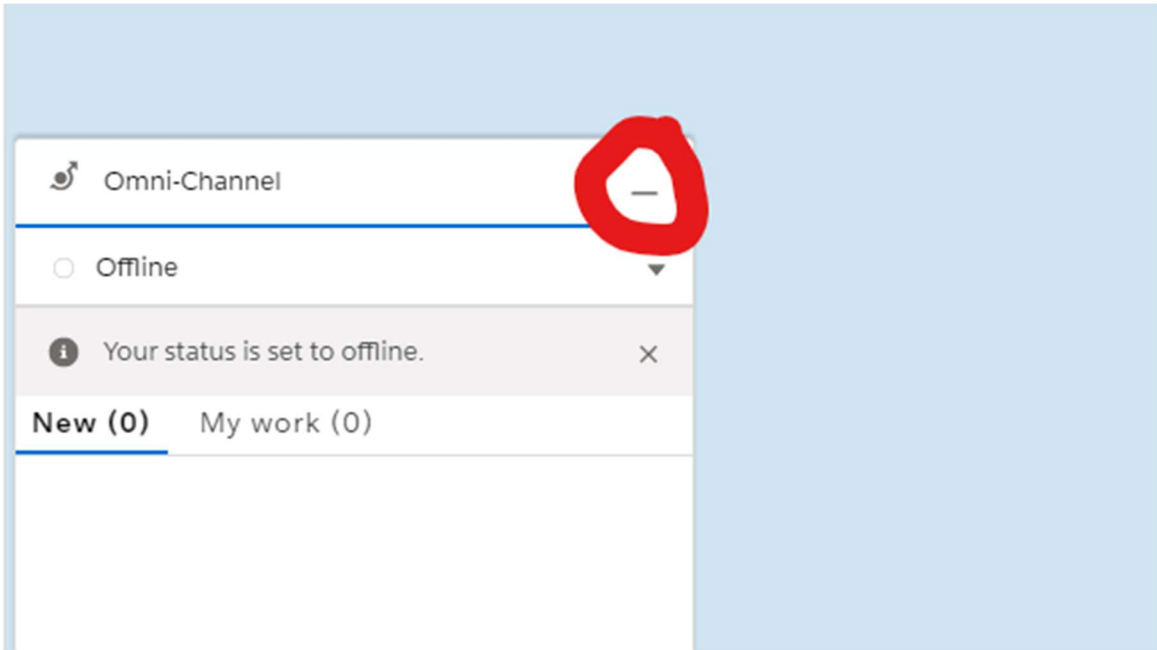 Omni-Channel
Offline
Your status is set to offline.
New (0) My work (0)